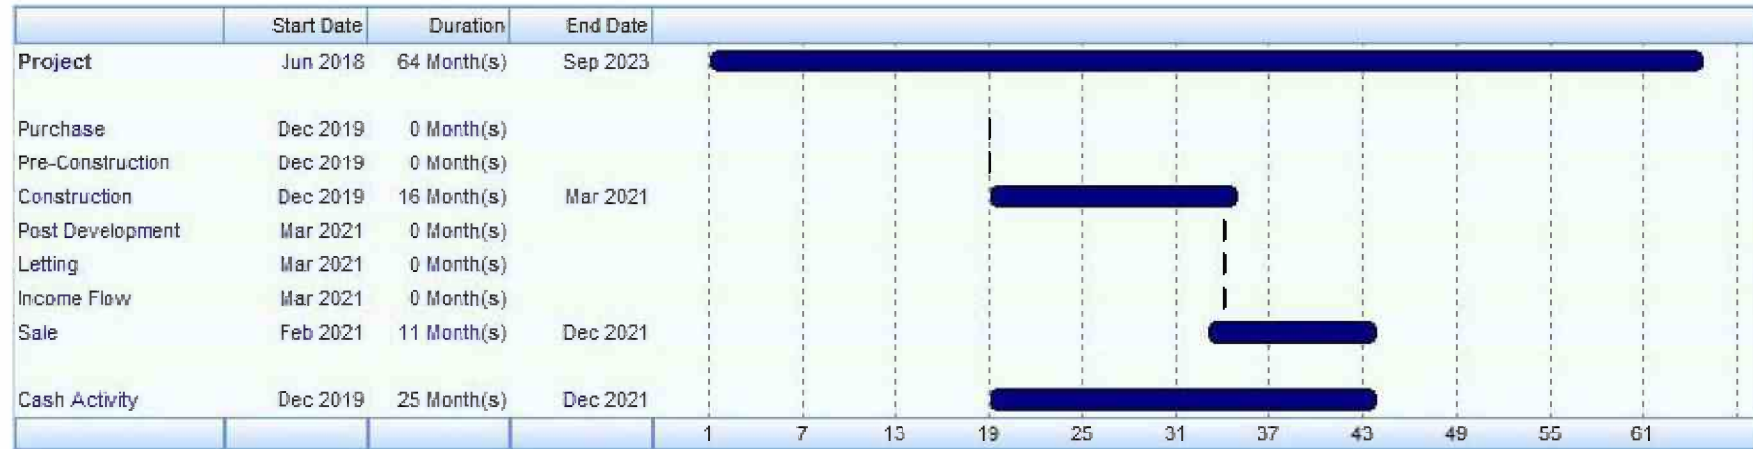 Start Date Duration End Date
Project Jun 2018 64 Month(s) Sep 2023
Purchase Dec 2019 0 Month(s)
Pre-Construction Dec 2019 0 Month(s)
Construction Dec 2019 16 Month(s) Mar 2021
Post Development Mar 2021 0 Month(s)
Letting Mar 2021 0 Month(s)
Income Flow Mar 2021 0 Month(s)
Sale Feb 2021 11 Month(s) Dec 2021
Cash Activity Dec 2019 25 Month(s) Dec 2021
1 7 13 19 25 31 37 43 49 55 61